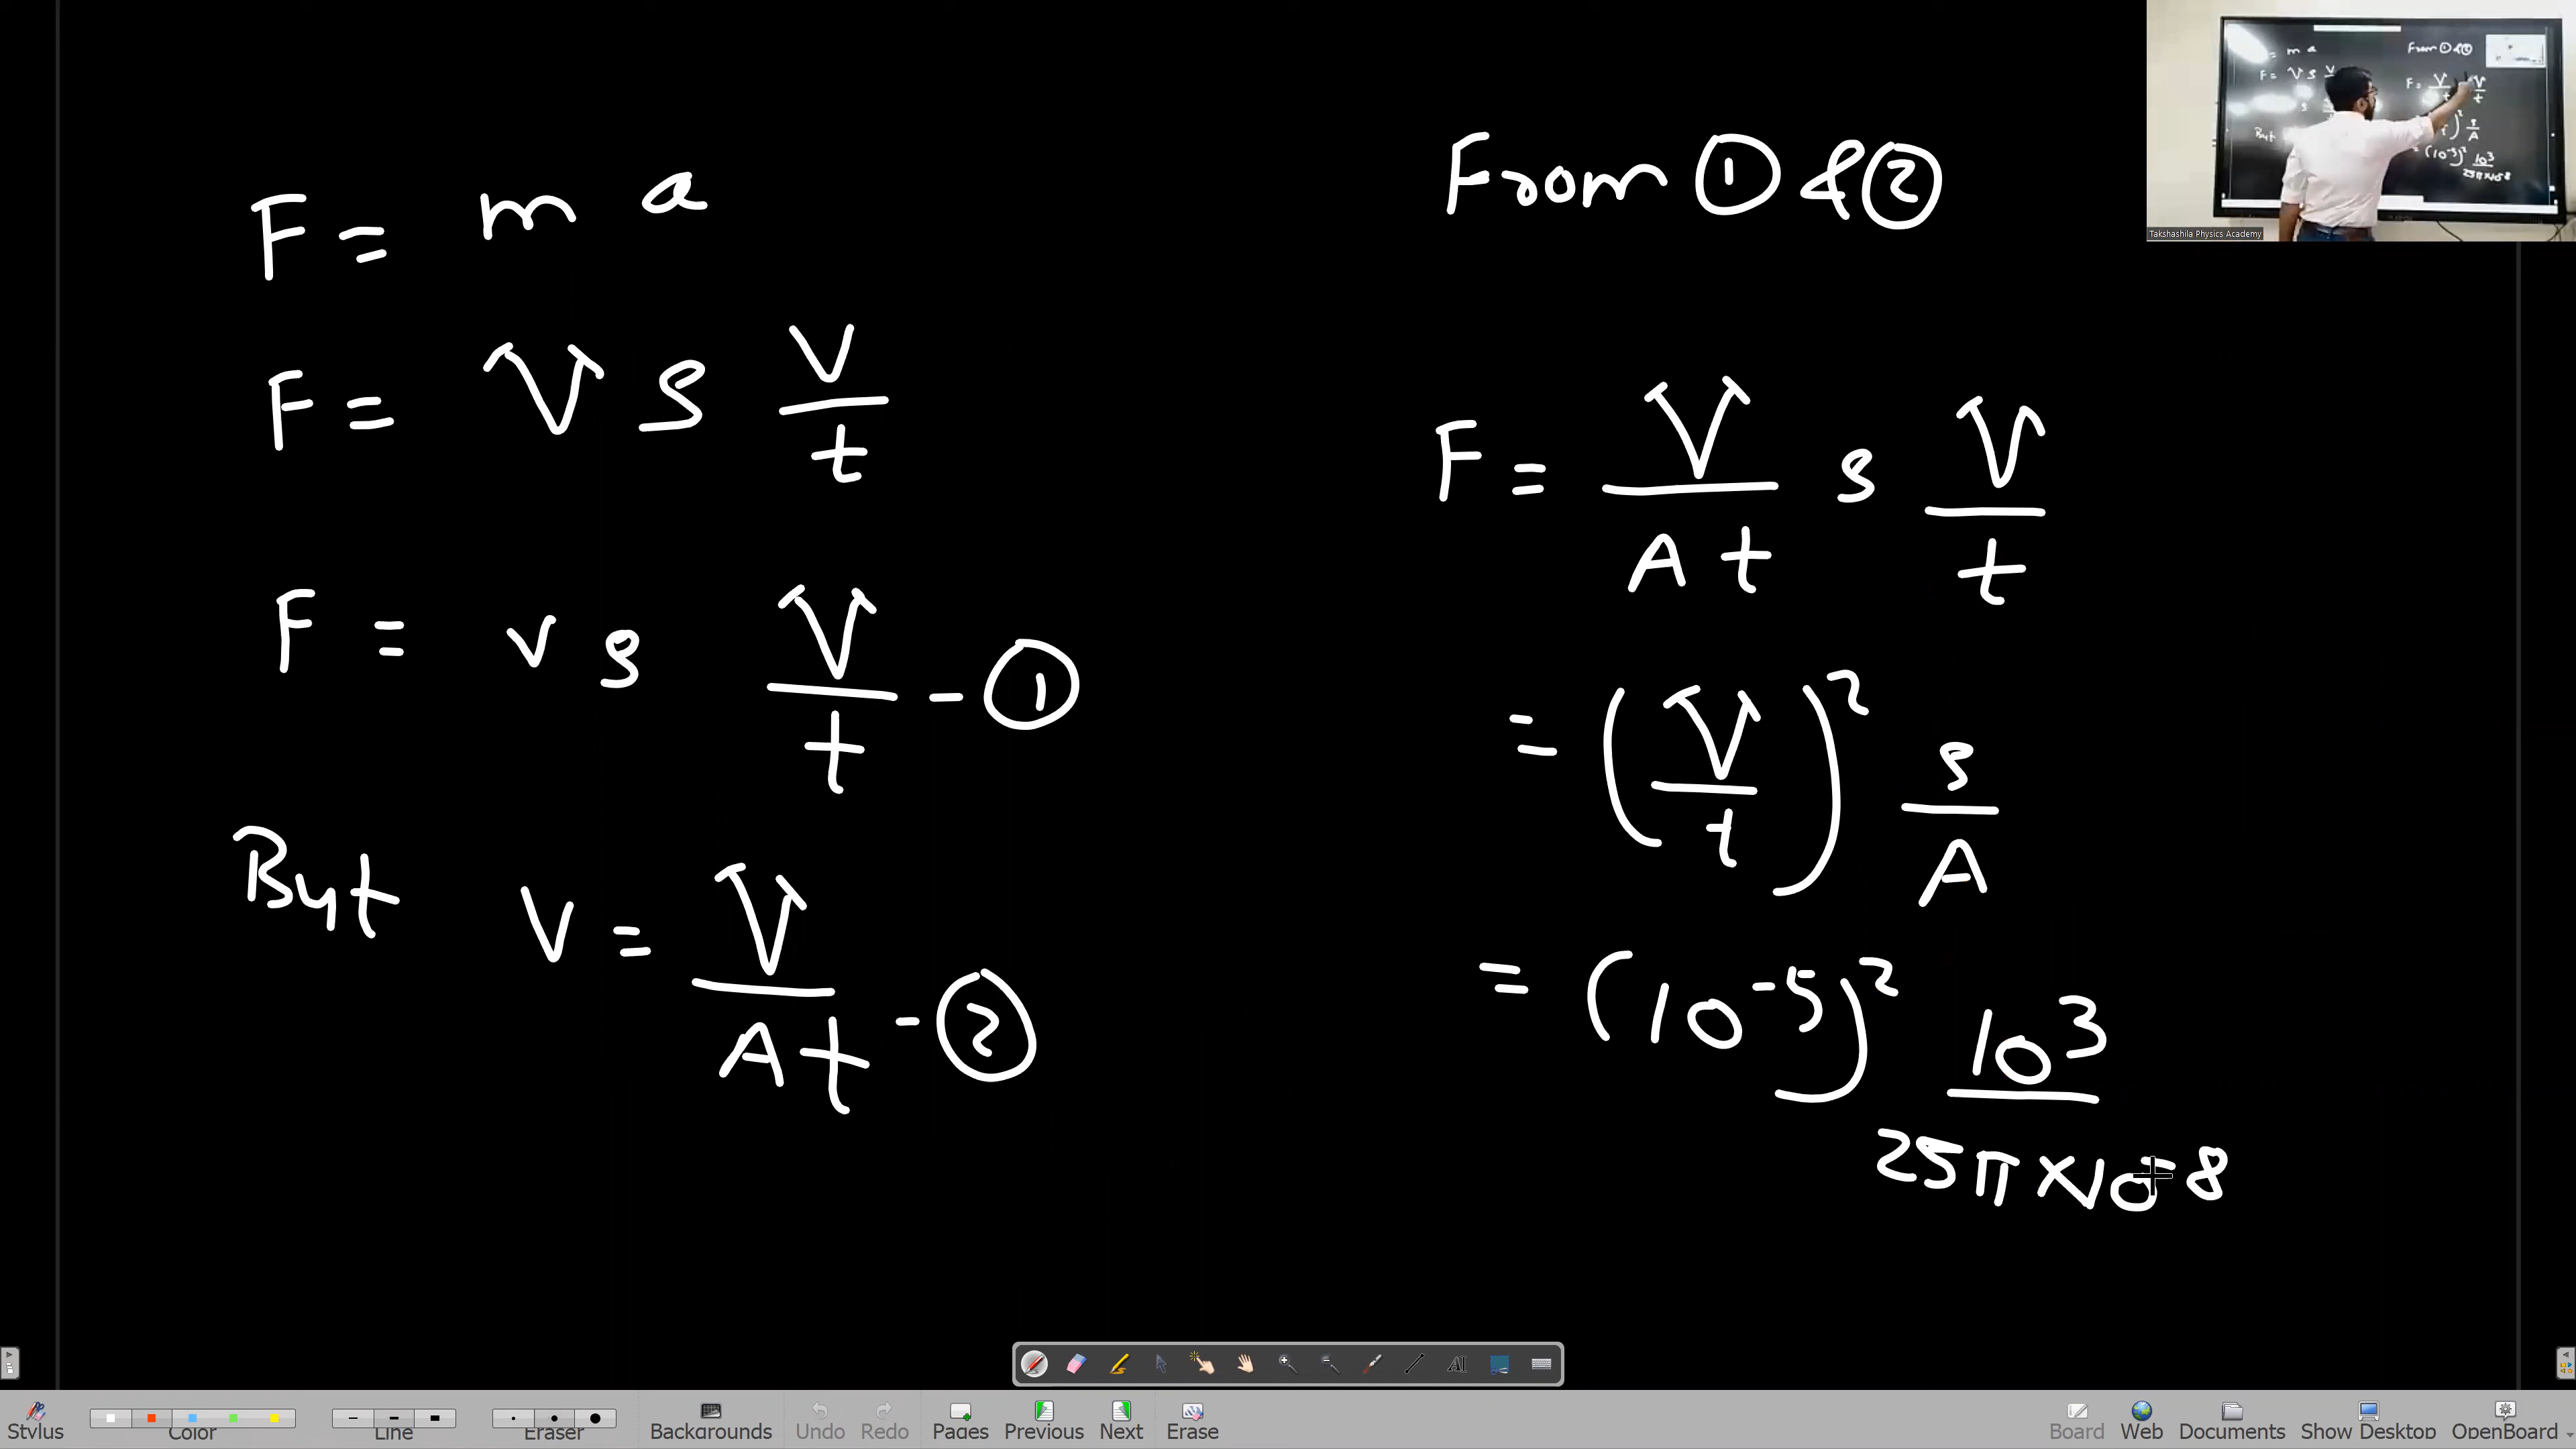 F = m a
F = V ρ v/t
F = v ρ V/t - ①
But v = V/At - ②
From ① & ②
F = V/At ρ V/t
= (V/t)² ρ/A
= (10⁻⁵)² 10³/25π×10⁻⁸
Takshashila Physics Academy
Stylus Color Line Eraser Backgrounds Undo Redo Pages Previous Next Erase Board Web Documents Show Desktop OpenBoard